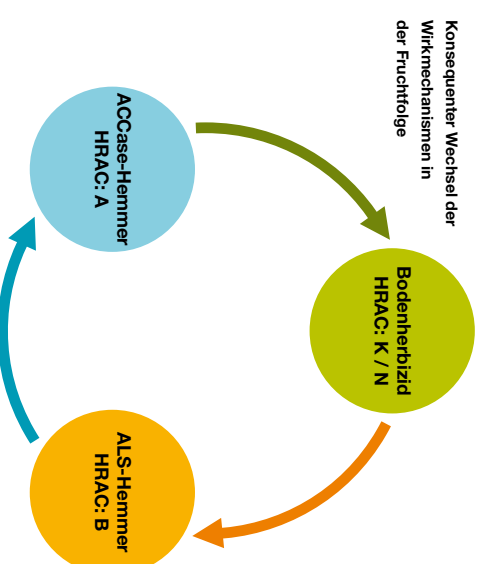 Konsequenter Wechsel der
Wirkmechanismen in
der Fruchtfolge
Bodenherbizid
HRAC: K / N
ACCase-Hemmer
HRAC: A
ALS-Hemmer
HRAC: B